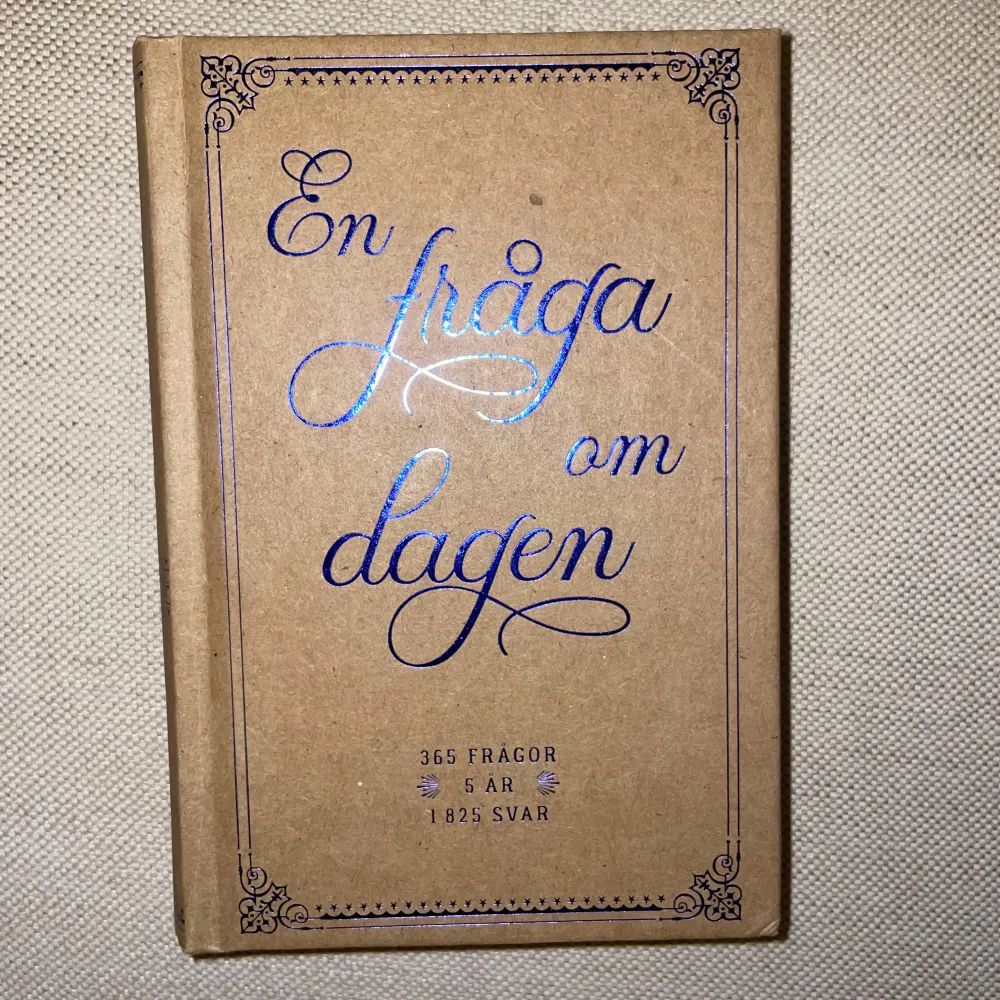 En
fråga
om
dagen
365 FRÅGOR
5 ÅR
1 825 SVAR